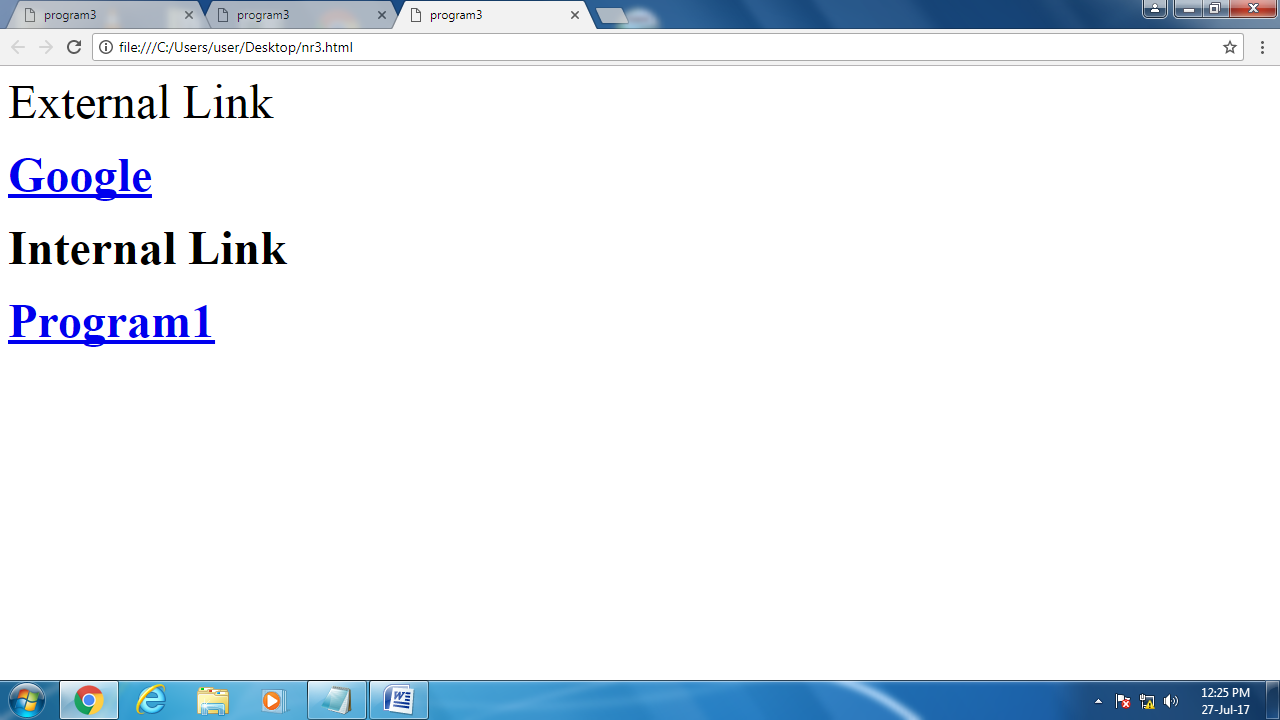 program3
program3
program3
file:///C:/Users/user/Desktop/nr3.html
External Link
Google
Internal Link
Program1
12:25 PM
27-Jul-17